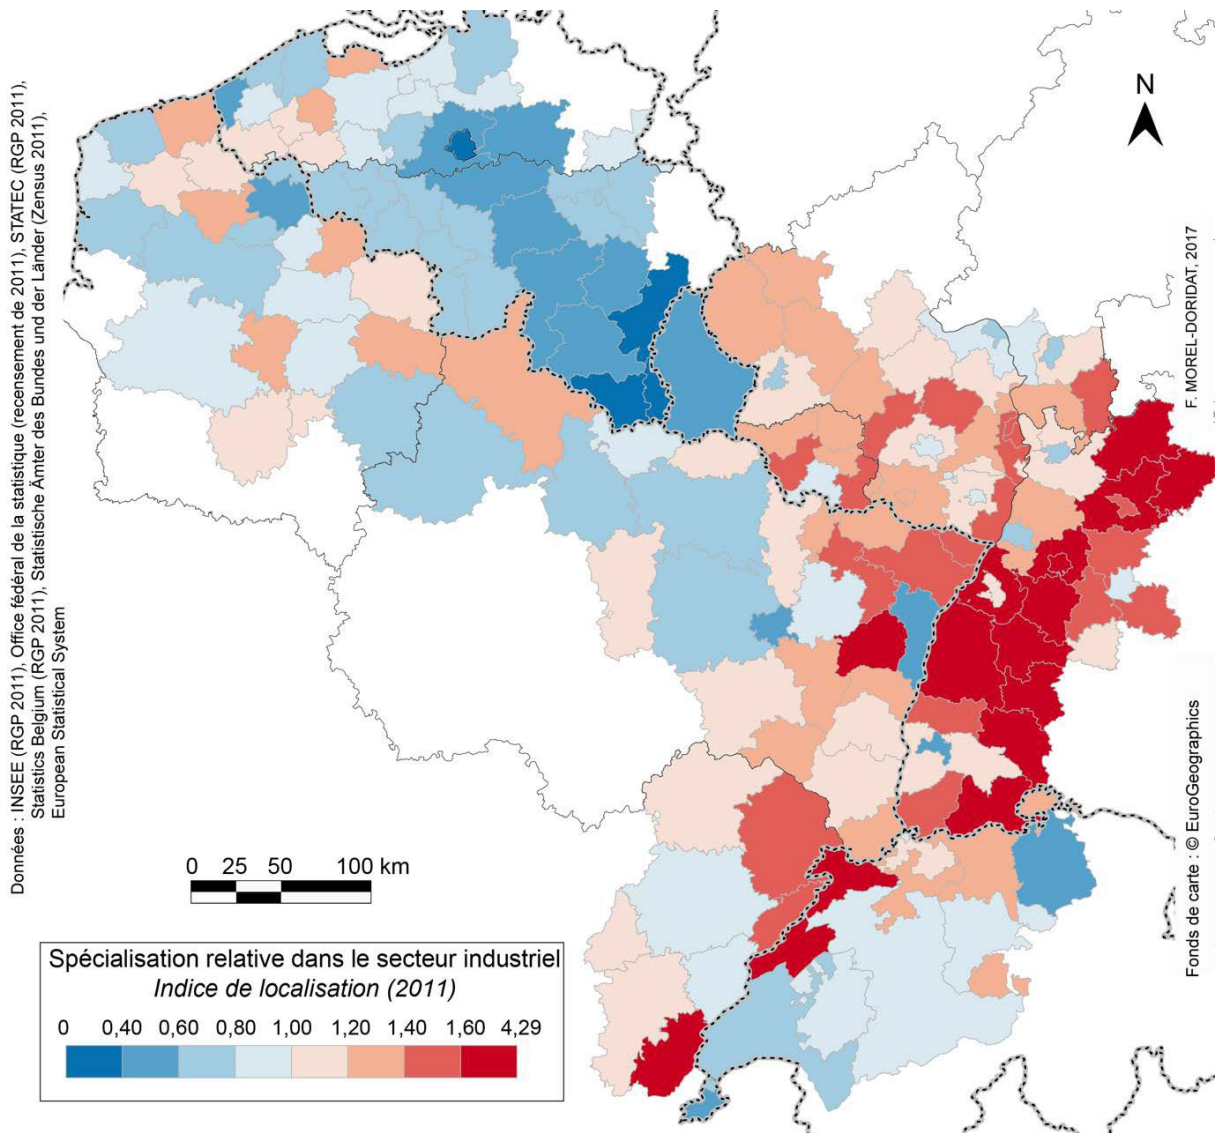 Données : INSEE (RGP 2011), Office fédéral de la statistique (recensement de 2011), STATEC (RGP 2011),
Statistics Belgium (RGP 2011), Statistische Ämter des Bundes und der Länder (Zensus 2011),
European Statistical System
N
F. MOREL-DORIDAT, 2017
Fonds de carte : © EuroGeographics
0 25 50 100 km
Spécialisation relative dans le secteur industriel
Indice de localisation (2011)
0 0,40 0,60 0,80 1,00 1,20 1,40 1,60 4,29